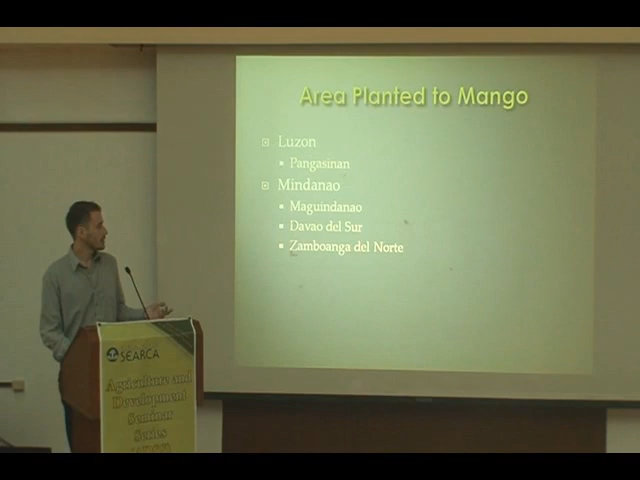 Area Planted to Mango
Luzon
Pangasinan
Mindanao
Maguindanao
Davao del Sur
Zamboanga del Norte
SEARCA
Agriculture and
Development
Seminar
Series